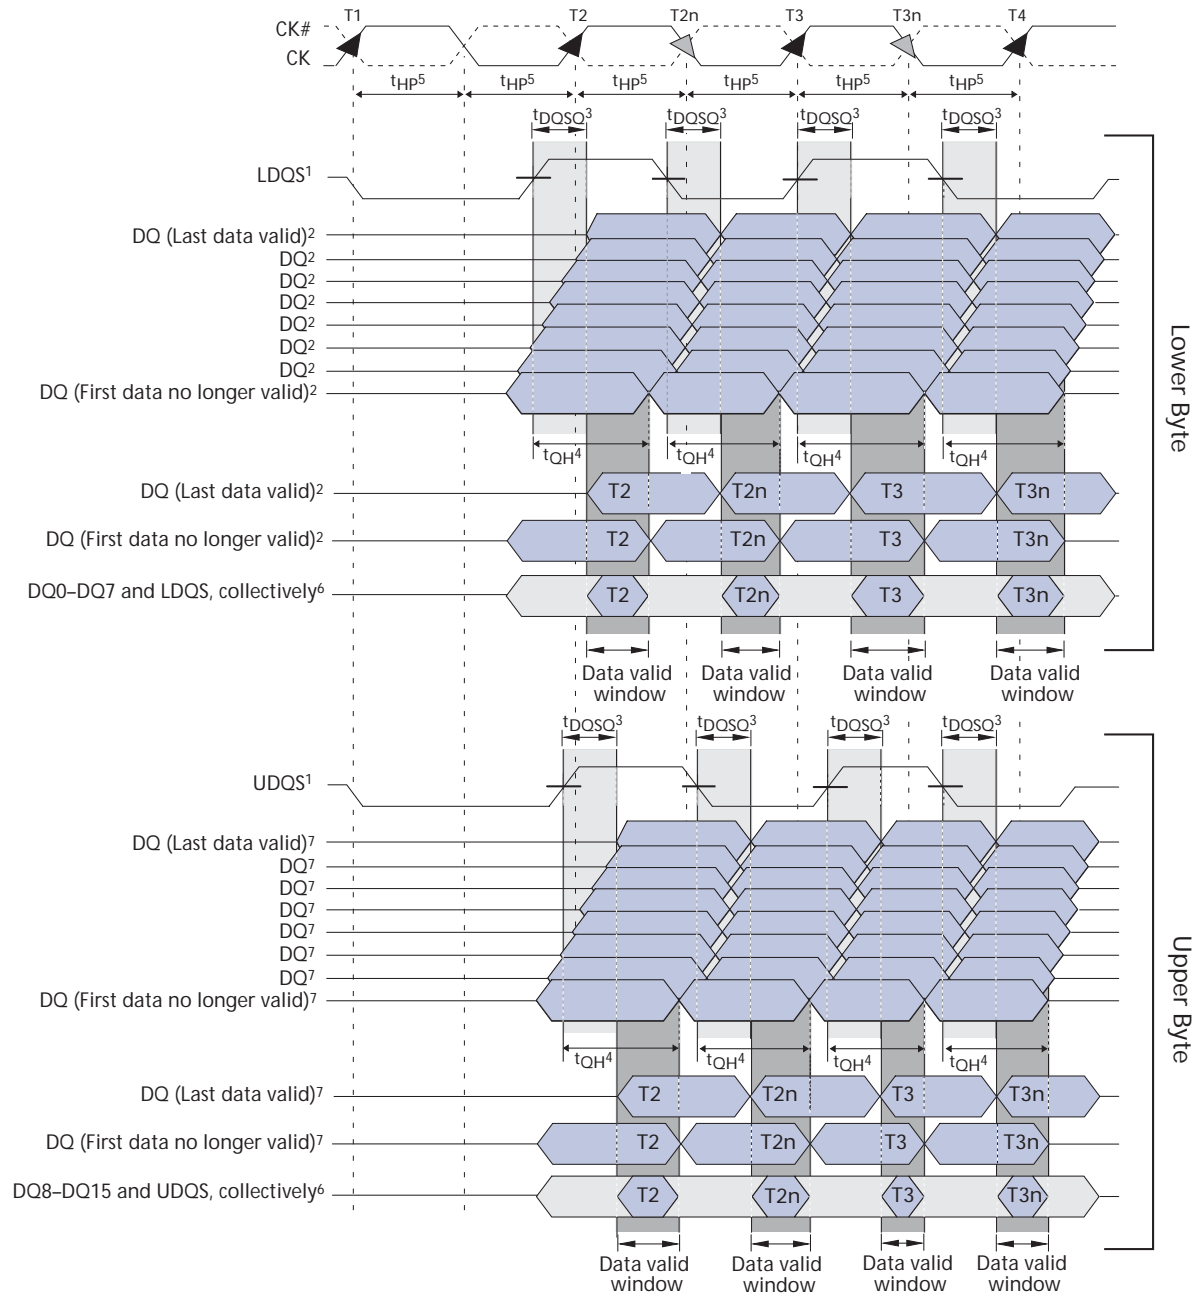 T1 T2 T2n T3 T3n T4
CK#
CK
tHP5 tHP5 tHP5 tHP5 tHP5 tHP5
tDQSQ3 tDQSQ3 tDQSQ3 tDQSQ3
LDQS1
DQ (Last data valid)2
DQ2
DQ2
DQ2
DQ2
DQ2
DQ2
DQ (First data no longer valid)2
tQH4 tQH4 tQH4 tQH4
DQ (Last data valid)2 T2 T2n T3 T3n
DQ (First data no longer valid)2 T2 T2n T3 T3n
DQ0–DQ7 and LDQS, collectively6 T2 T2n T3 T3n
Data valid window Data valid window Data valid window Data valid window
Lower Byte
tDQSQ3 tDQSQ3 tDQSQ3 tDQSQ3
UDQS1
DQ (Last data valid)7
DQ7
DQ7
DQ7
DQ7
DQ7
DQ7
DQ (First data no longer valid)7
tQH4 tQH4 tQH4 tQH4
DQ (Last data valid)7 T2 T2n T3 T3n
DQ (First data no longer valid)7 T2 T2n T3 T3n
DQ8–DQ15 and UDQS, collectively6 T2 T2n T3 T3n
Data valid window Data valid window Data valid window Data valid window
Upper Byte